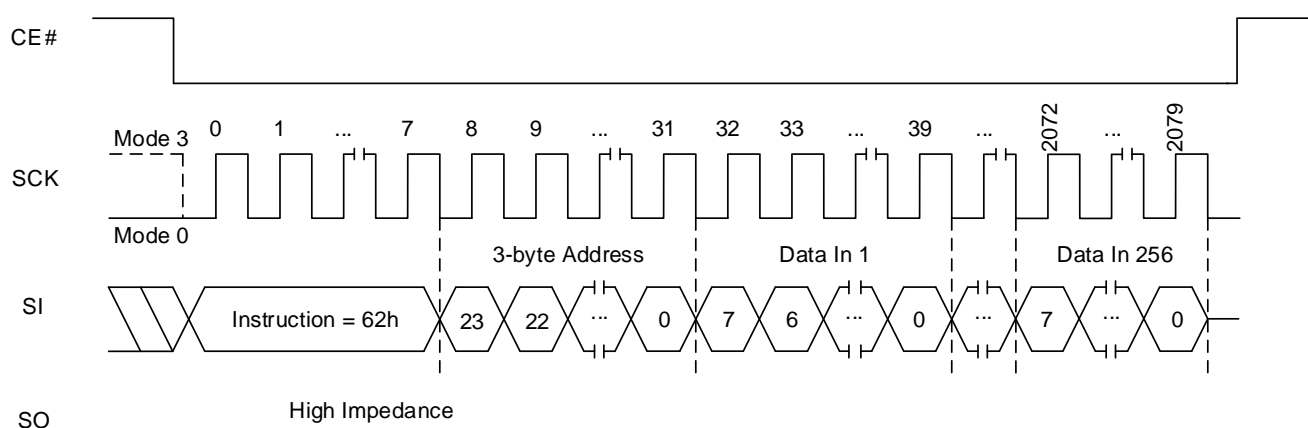 CE#
SCK
Mode 3
0 1 ... 7 8 9 ... 31 32 33 ... 39 ... 2072 ... 2079
Mode 0
3-byte Address Data In 1 Data In 256
SI
Instruction = 62h 23 22 ... 0 7 6 ... 0 ... 7 ... 0
SO
High Impedance